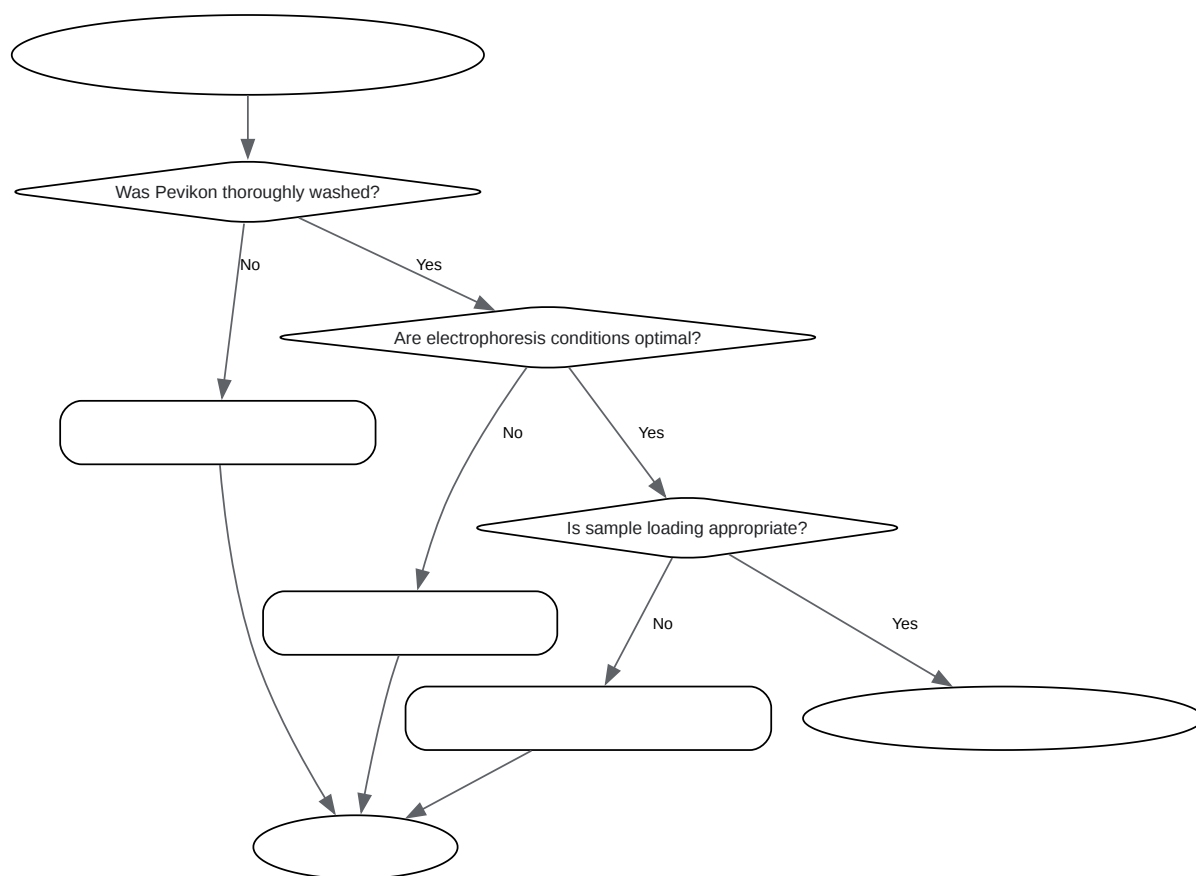 Was Pevikon thoroughly washed?
No
Yes
Are electrophoresis conditions optimal?
No
Yes
Is sample loading appropriate?
No
Yes